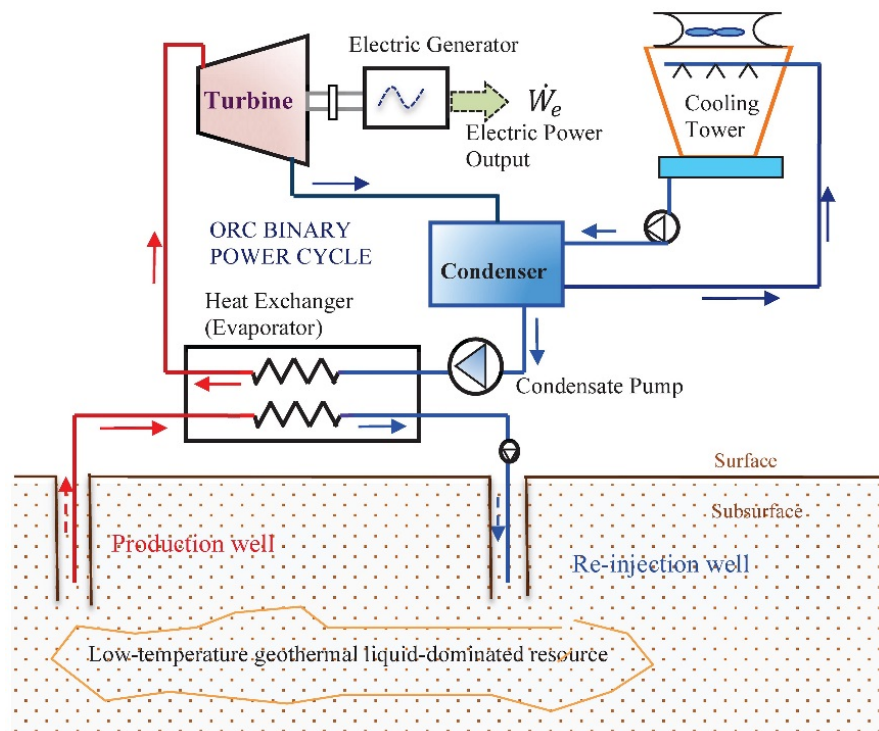 Electric Generator
Turbine
Ẇe
Electric Power
Output
Cooling
Tower
ORC BINARY
POWER CYCLE
Condenser
Heat Exchanger
(Evaporator)
Condensate Pump
Surface
Subsurface
Production well
Re-injection well
Low-temperature geothermal liquid-dominated resource